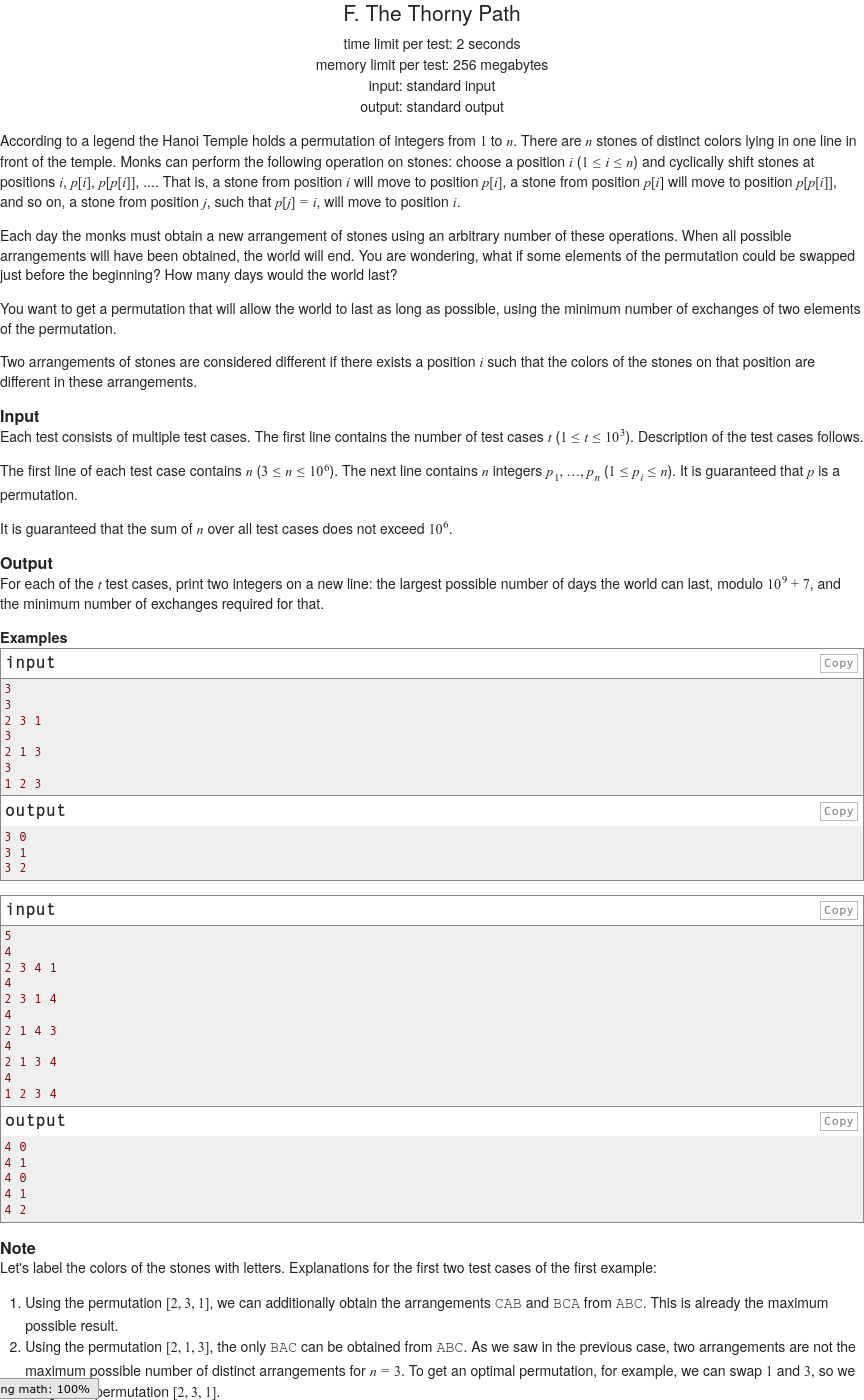 F. The Thorny Path
time limit per test: 2 seconds
memory limit per test: 256 megabytes
input: standard input
output: standard output
According to a legend the Hanoi Temple holds a permutation of integers from 1 to n. There are n stones of distinct colors lying in one line in
front of the temple. Monks can perform the following operation on stones: choose a position i (1 ≤ i ≤ n) and cyclically shift stones at
positions i, p[i], p[p[i]], .... That is, a stone from position i will move to position p[i], a stone from position p[i] will move to position p[p[i]],
and so on, a stone from position j, such that p[j] = i, will move to position i.
Each day the monks must obtain a new arrangement of stones using an arbitrary number of these operations. When all possible
arrangements will have been obtained, the world will end. You are wondering, what if some elements of the permutation could be swapped
just before the beginning? How many days would the world last?
You want to get a permutation that will allow the world to last as long as possible, using the minimum number of exchanges of two elements
of the permutation.
Two arrangements of stones are considered different if there exists a position i such that the colors of the stones on that position are
different in these arrangements.
Input
Each test consists of multiple test cases. The first line contains the number of test cases t (1 ≤ t ≤ 10^3). Description of the test cases follows.
The first line of each test case contains n (3 ≤ n ≤ 10^6). The next line contains n integers p_1, …, p_n (1 ≤ p_i ≤ n). It is guaranteed that p is a
permutation.
It is guaranteed that the sum of n over all test cases does not exceed 10^6.
Output
For each of the t test cases, print two integers on a new line: the largest possible number of days the world can last, modulo 10^9 + 7, and
the minimum number of exchanges required for that.
Examples
input Copy
3
3
2 3 1
3
2 1 3
3
1 2 3
output Copy
3 0
3 1
3 2
input Copy
5
4
2 3 4 1
4
2 3 1 4
4
2 1 4 3
4
2 1 3 4
4
1 2 3 4
output Copy
4 0
4 1
4 0
4 1
4 2
Note
Let's label the colors of the stones with letters. Explanations for the first two test cases of the first example:
1. Using the permutation [2, 3, 1], we can additionally obtain the arrangements CAB and BCA from ABC. This is already the maximum
possible result.
2. Using the permutation [2, 1, 3], the only BAC can be obtained from ABC. As we saw in the previous case, two arrangements are not the
maximum possible number of distinct arrangements for n = 3. To get an optimal permutation, for example, we can swap 1 and 3, so we
ng math: 100% permutation [2, 3, 1].